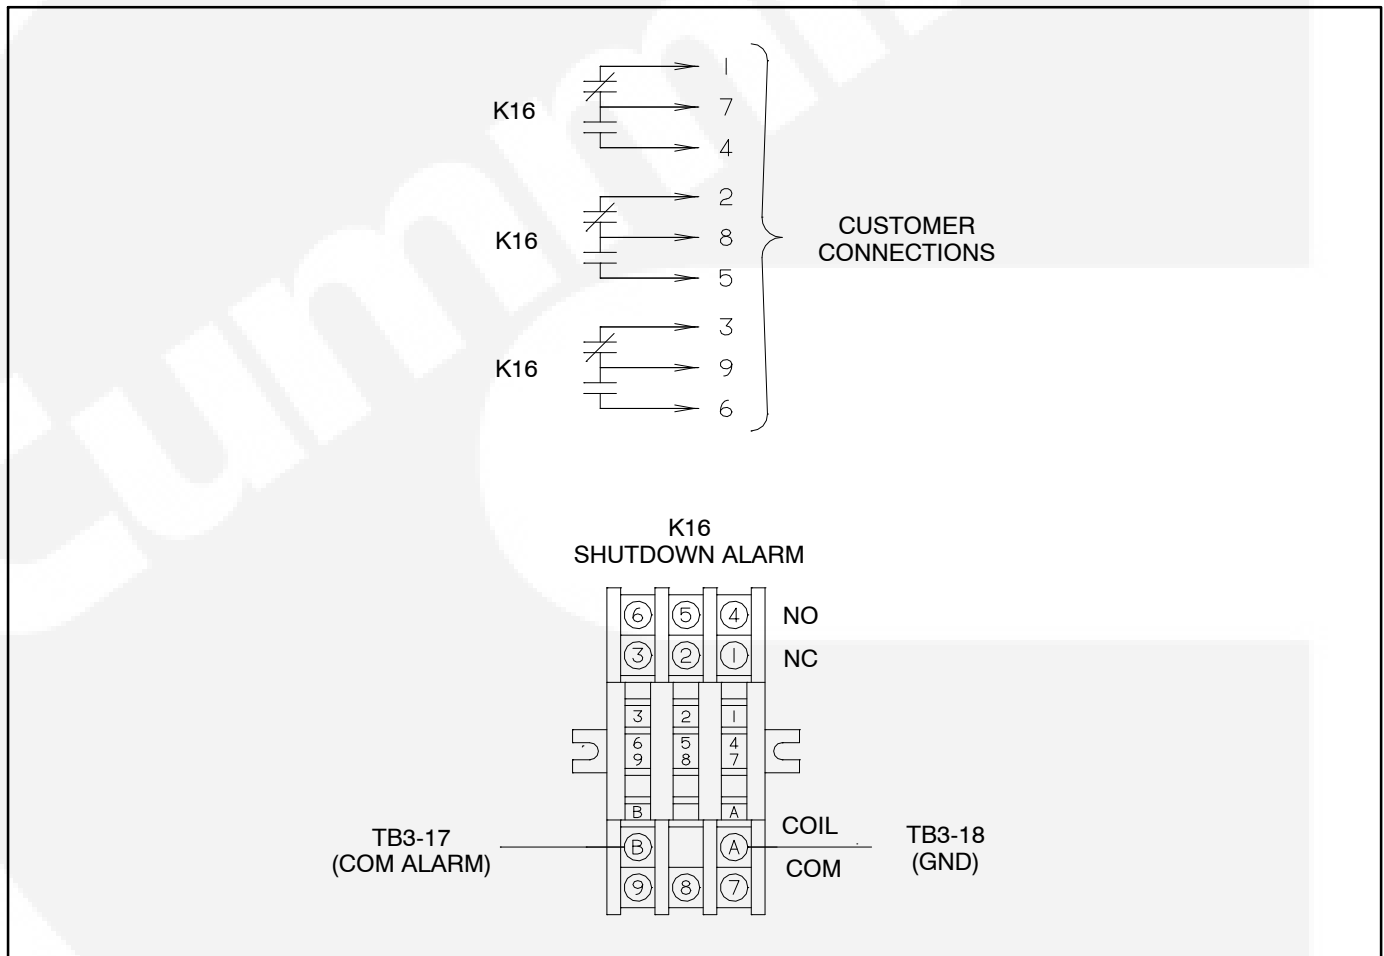 K16
1
7
4
K16
2
8
5
K16
3
9
6
CUSTOMER
CONNECTIONS
K16
SHUTDOWN ALARM
6 5 4 NO
3 2 1 NC
3 2 1
6 5 4
9 8 7
B A
TB3-17
(COM ALARM)
B A COIL
9 8 7 COM
TB3-18
(GND)